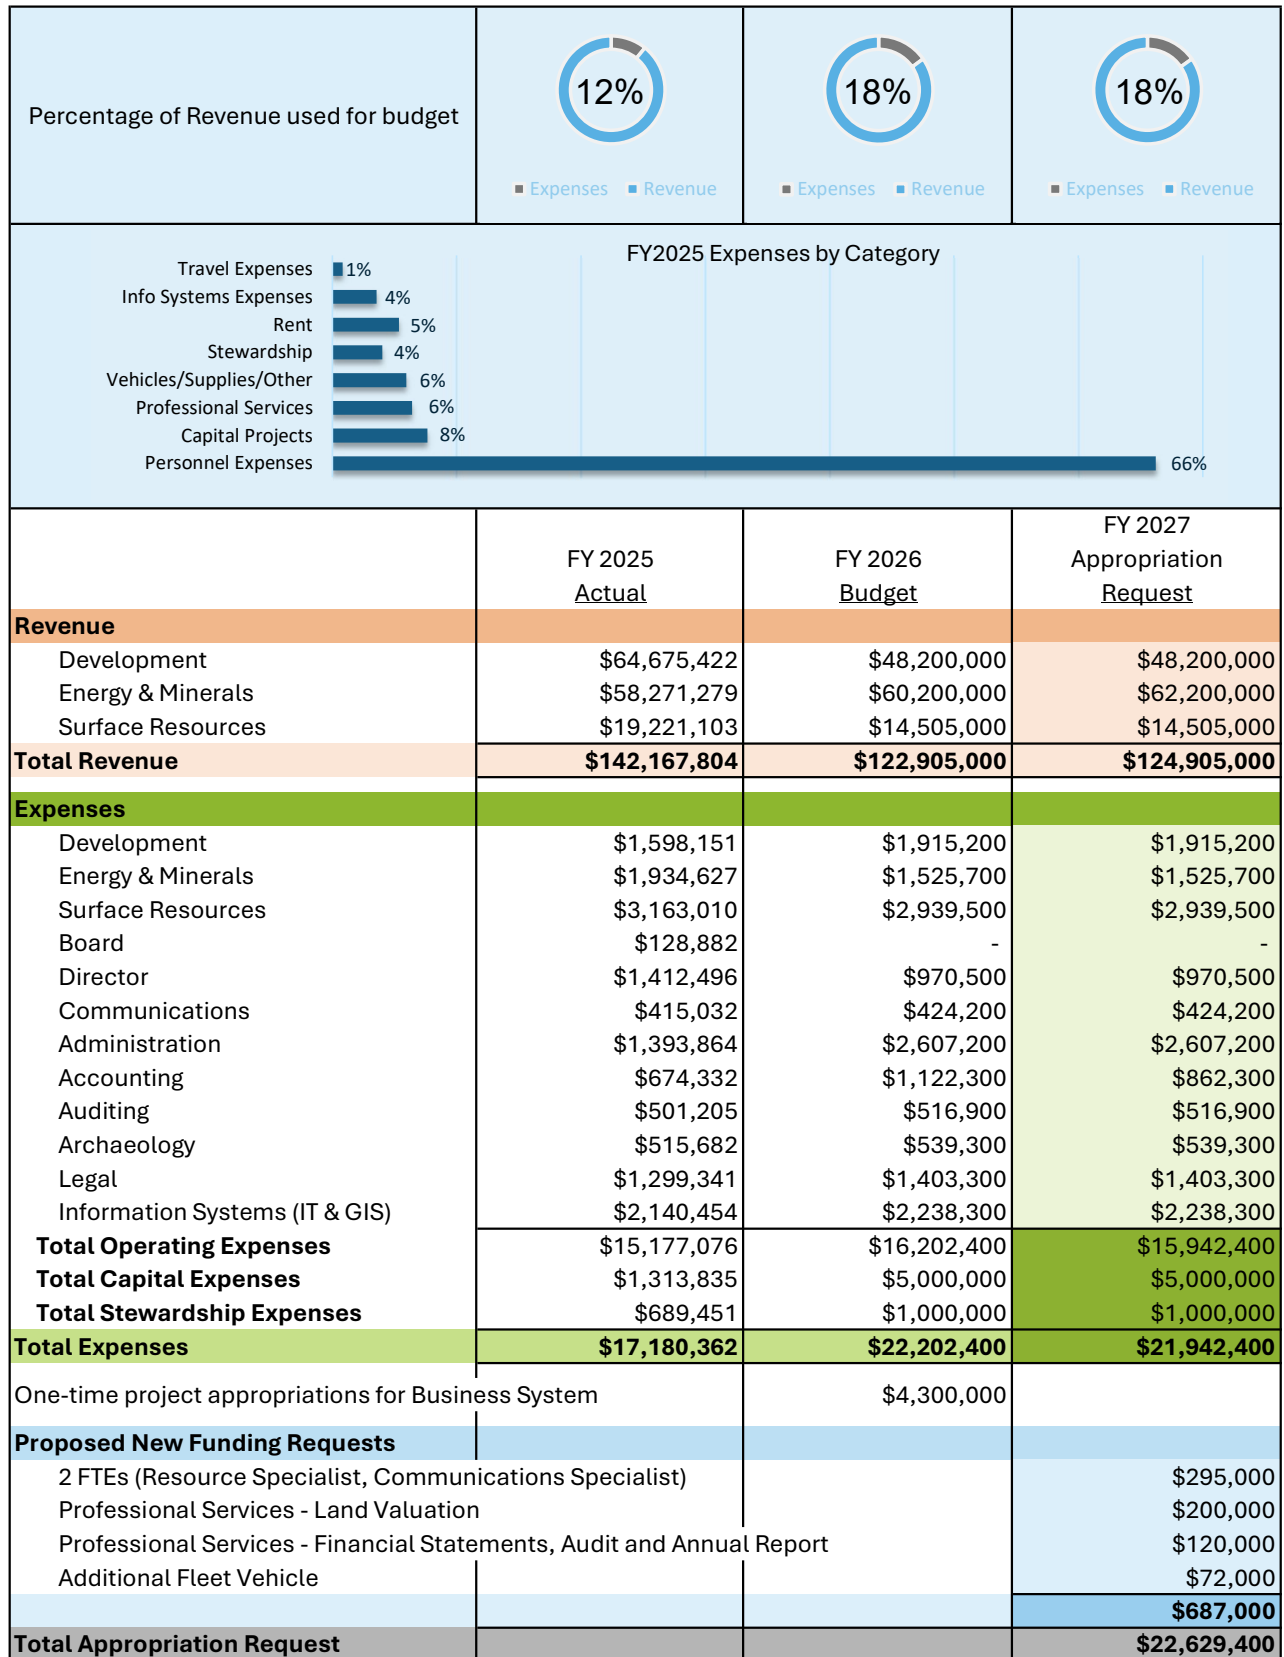 Percentage of Revenue used for budget
12%
18%
18%
Expenses Revenue
Expenses Revenue
Expenses Revenue
FY2025 Expenses by Category
Travel Expenses 1%
Info Systems Expenses 4%
Rent 5%
Stewardship 4%
Vehicles/Supplies/Other 6%
Professional Services 6%
Capital Projects 8%
Personnel Expenses 66%
FY 2025 Actual
FY 2026 Budget
FY 2027 Appropriation Request
Revenue
Development $64,675,422 $48,200,000 $48,200,000
Energy & Minerals $58,271,279 $60,200,000 $62,200,000
Surface Resources $19,221,103 $14,505,000 $14,505,000
Total Revenue $142,167,804 $122,905,000 $124,905,000
Expenses
Development $1,598,151 $1,915,200 $1,915,200
Energy & Minerals $1,934,627 $1,525,700 $1,525,700
Surface Resources $3,163,010 $2,939,500 $2,939,500
Board $128,882 - -
Director $1,412,496 $970,500 $970,500
Communications $415,032 $424,200 $424,200
Administration $1,393,864 $2,607,200 $2,607,200
Accounting $674,332 $1,122,300 $862,300
Auditing $501,205 $516,900 $516,900
Archaeology $515,682 $539,300 $539,300
Legal $1,299,341 $1,403,300 $1,403,300
Information Systems (IT & GIS) $2,140,454 $2,238,300 $2,238,300
Total Operating Expenses $15,177,076 $16,202,400 $15,942,400
Total Capital Expenses $1,313,835 $5,000,000 $5,000,000
Total Stewardship Expenses $689,451 $1,000,000 $1,000,000
Total Expenses $17,180,362 $22,202,400 $21,942,400
One-time project appropriations for Business System $4,300,000
Proposed New Funding Requests
2 FTEs (Resource Specialist, Communications Specialist) $295,000
Professional Services - Land Valuation $200,000
Professional Services - Financial Statements, Audit and Annual Report $120,000
Additional Fleet Vehicle $72,000
$687,000
Total Appropriation Request $22,629,400